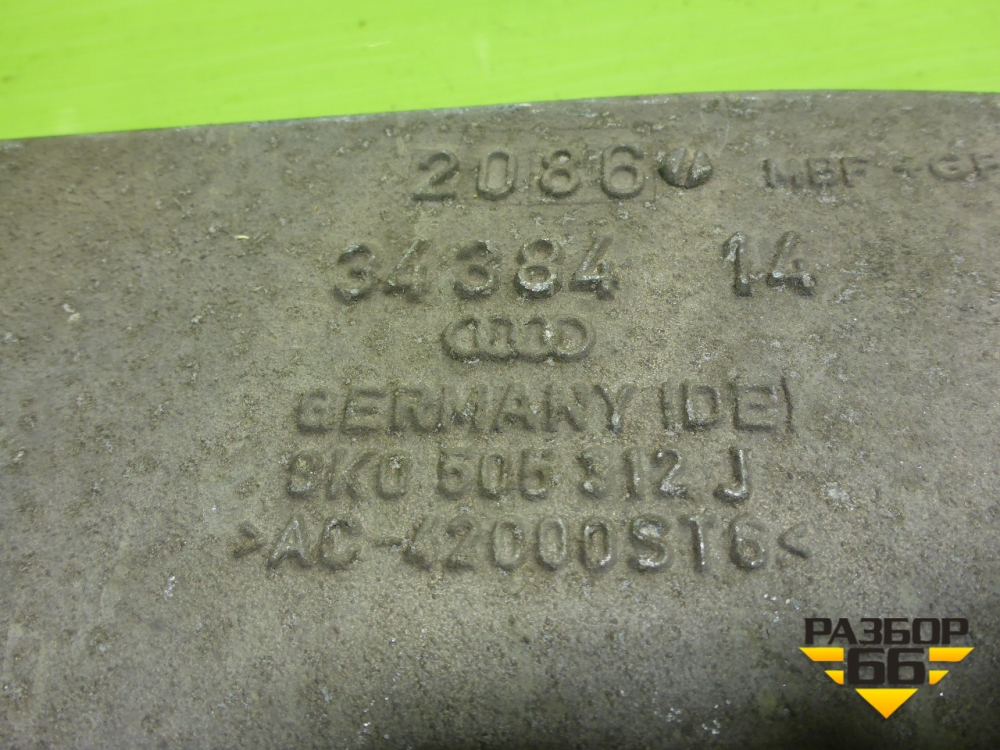 2086
34384 14
GERMANY (DE)
8K0 505 312 J
>AC-42000ST6<
РАЗБОР
66